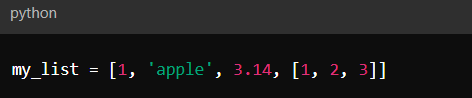 python
my_list = [1, 'apple', 3.14, [1, 2, 3]]